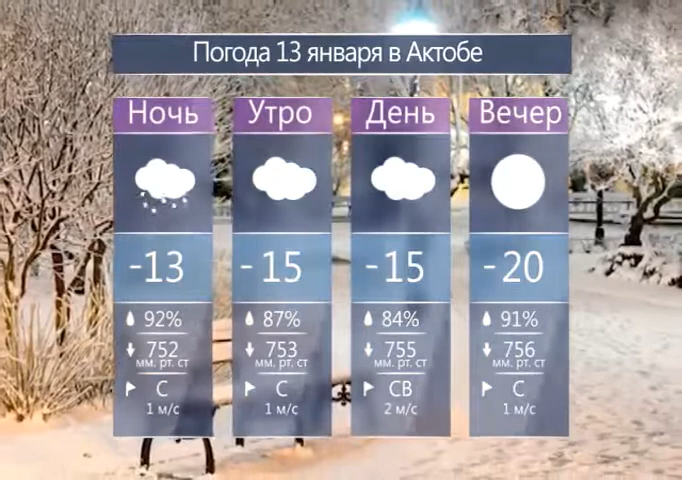 Погода 13 января в Актобе
Ночь Утро День Вечер
-13 -15 -15 -20
92% 87% 84% 91%
752 753 755 756
мм. рт. ст мм. рт. ст мм. рт. ст мм. рт. ст
С С СВ С
1 м/с 1 м/с 2 м/с 1 м/с